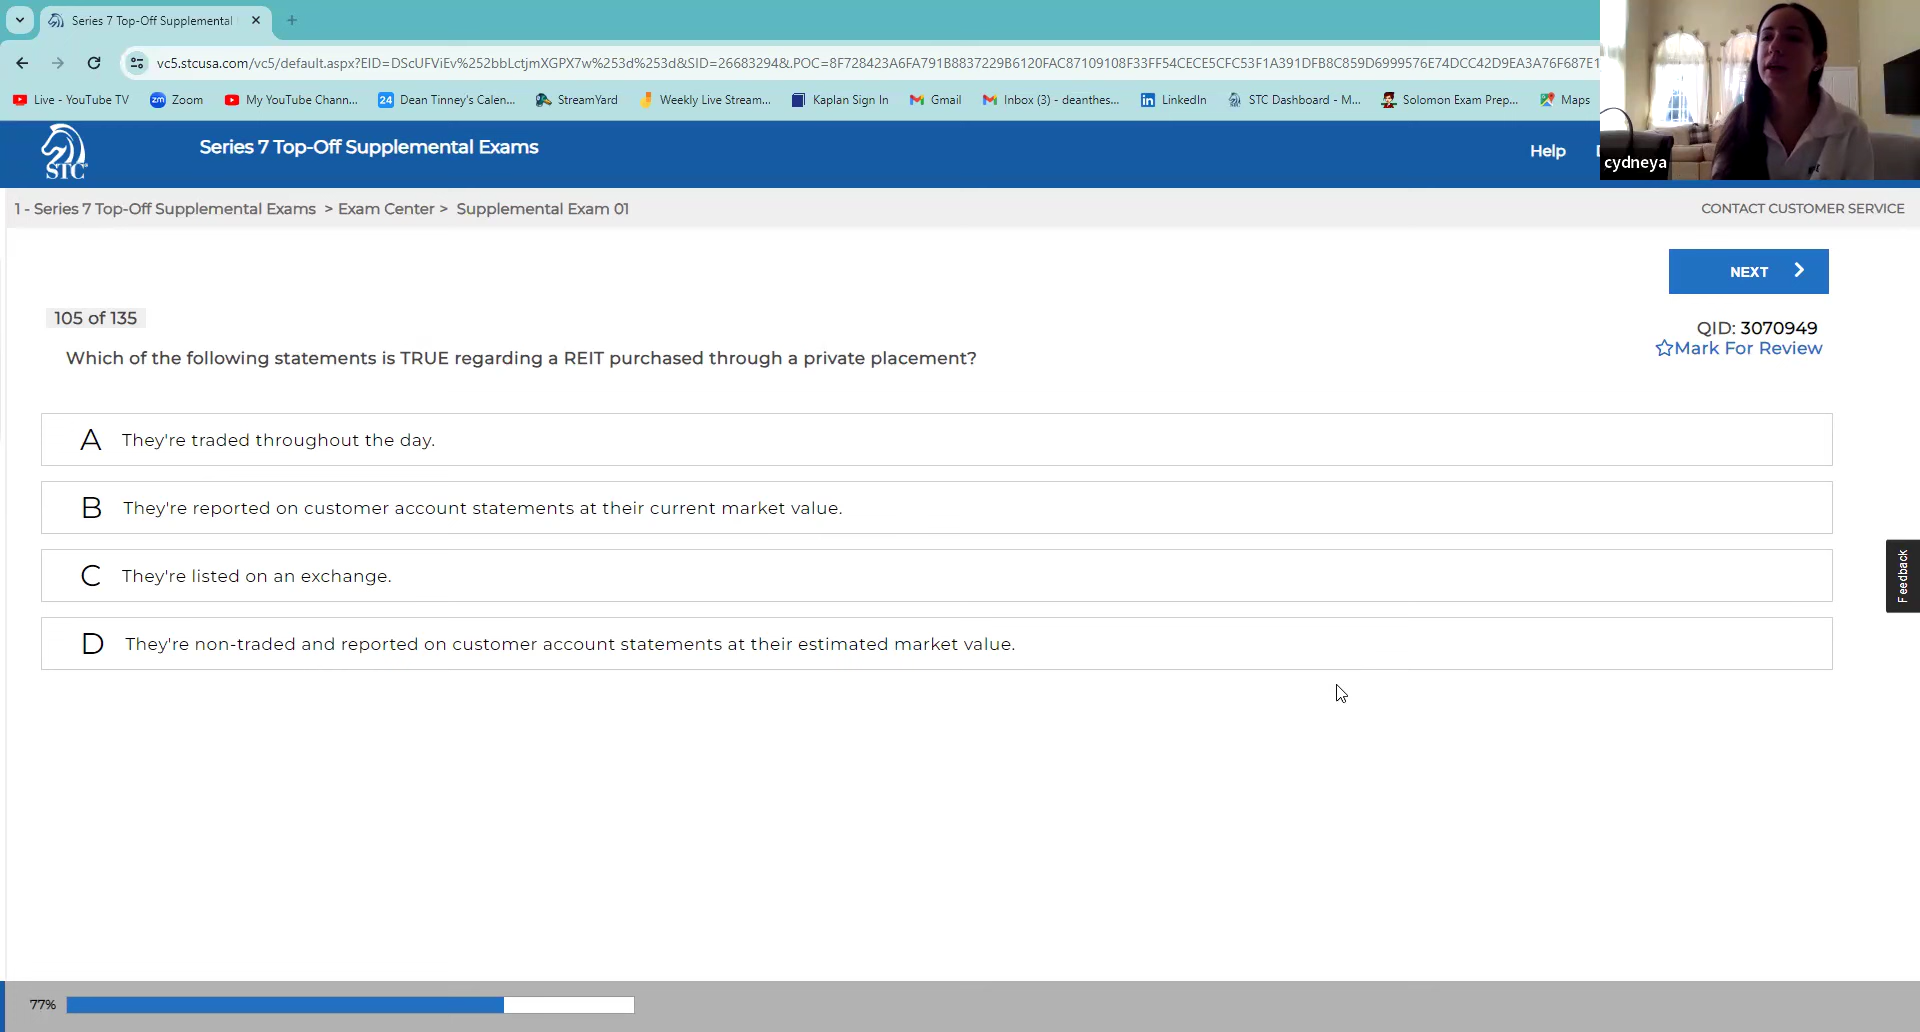 Series 7 Top-Off Supplemental
vc5.stcusa.com/vc5/default.aspx?EID=DScUFViEv%252bbLctjmXGPX7w%253d%253d&SID=26683294&.POC=8F728423A6FA791B8837229B6120FAC87109108F33FF54CECE5CFC53F1A391DFB8C859D6999576E74DCC42D9EA3A76F687E1
Live - YouTube TV
zm Zoom
My YouTube Chann...
24 Dean Tinney's Calen...
StreamYard
Weekly Live Stream...
Kaplan Sign In
Gmail
Inbox (3) - deanthes...
LinkedIn
STC Dashboard - M...
Solomon Exam Prep...
Maps
STC
Series 7 Top-Off Supplemental Exams
Help
cydneya
1 - Series 7 Top-Off Supplemental Exams > Exam Center > Supplemental Exam 01
CONTACT CUSTOMER SERVICE
NEXT
105 of 135
QID: 3070949
Mark For Review
Which of the following statements is TRUE regarding a REIT purchased through a private placement?
A They're traded throughout the day.
B They're reported on customer account statements at their current market value.
C They're listed on an exchange.
D They're non-traded and reported on customer account statements at their estimated market value.
Feedback
77%